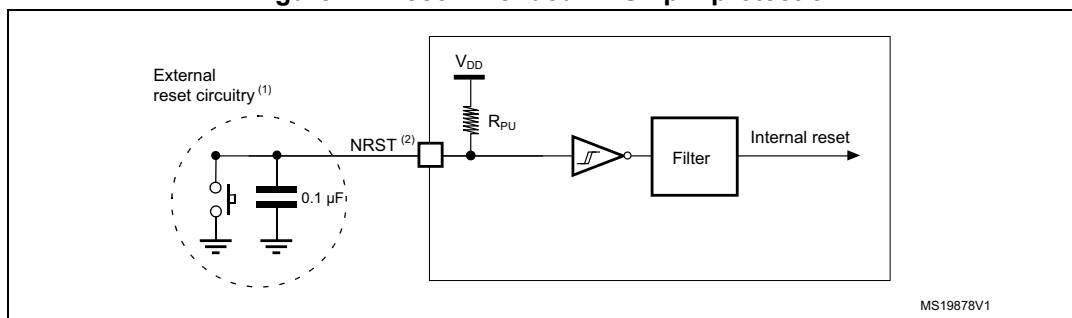 External
reset circuitry (1)
VDD
RPU
NRST (2)
0.1 μF
Filter
Internal reset
MS19878V1